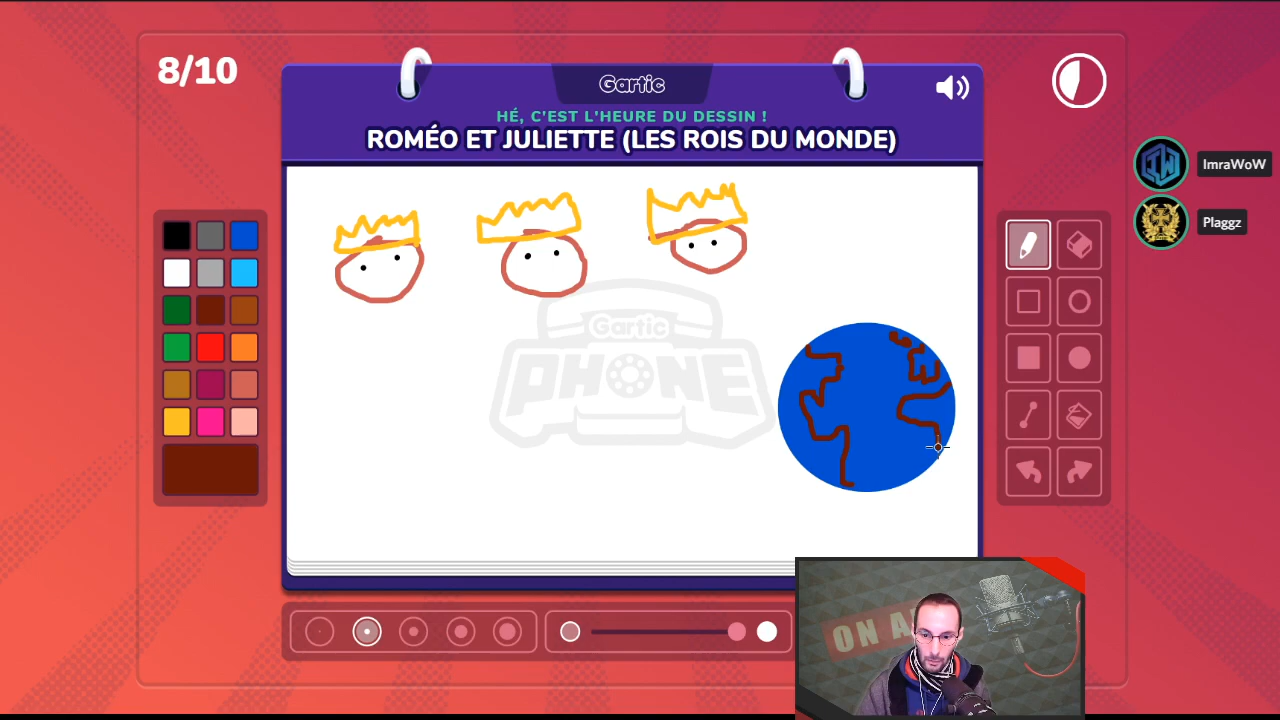 8/10
Gartic
HÉ, C'EST L'HEURE DU DESSIN !
ROMÉO ET JULIETTE (LES ROIS DU MONDE)
ImraWoW
Plaggz
Gartic
PHONE
ON A